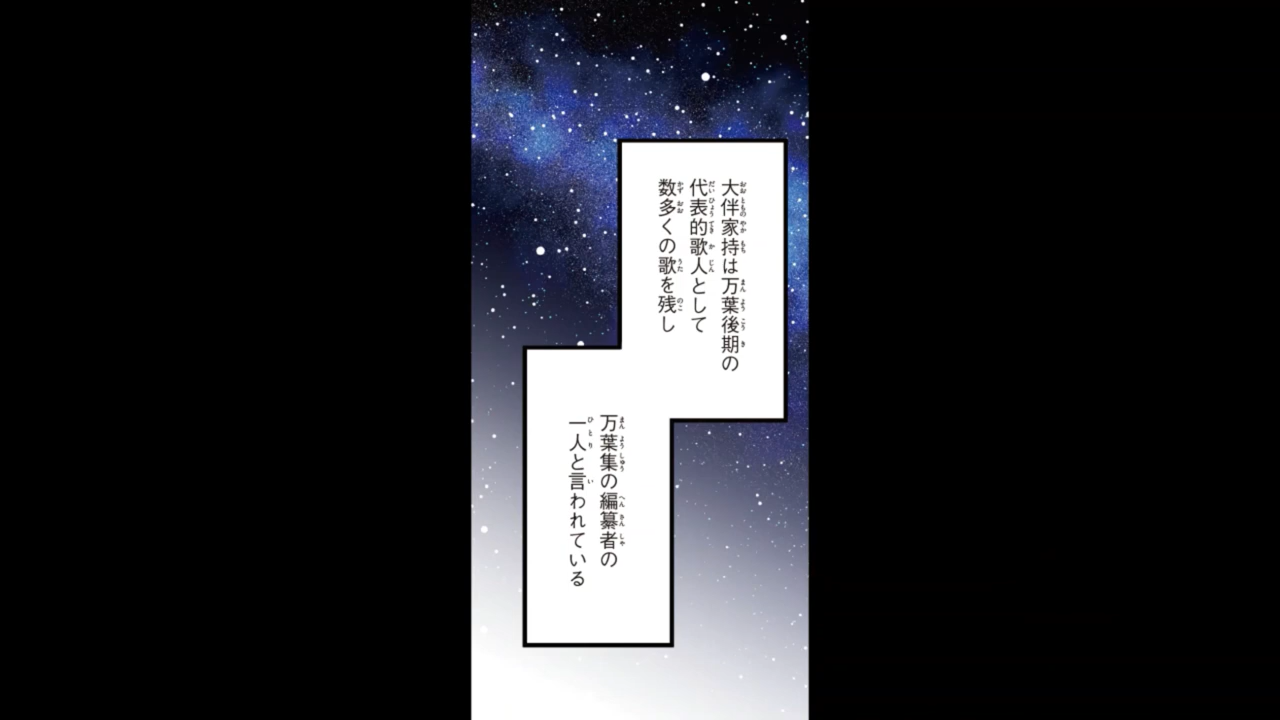 大伴家持は万葉後期の
代表的歌人として
数多くの歌を残し
万葉集の編纂者の
一人と言われている